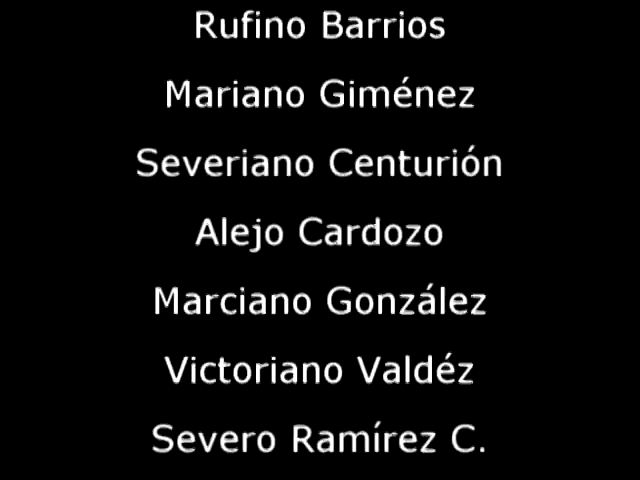 Rufino Barrios
Mariano Giménez
Severiano Centurión
Alejo Cardozo
Marciano González
Victoriano Valdéz
Severo Ramírez C.